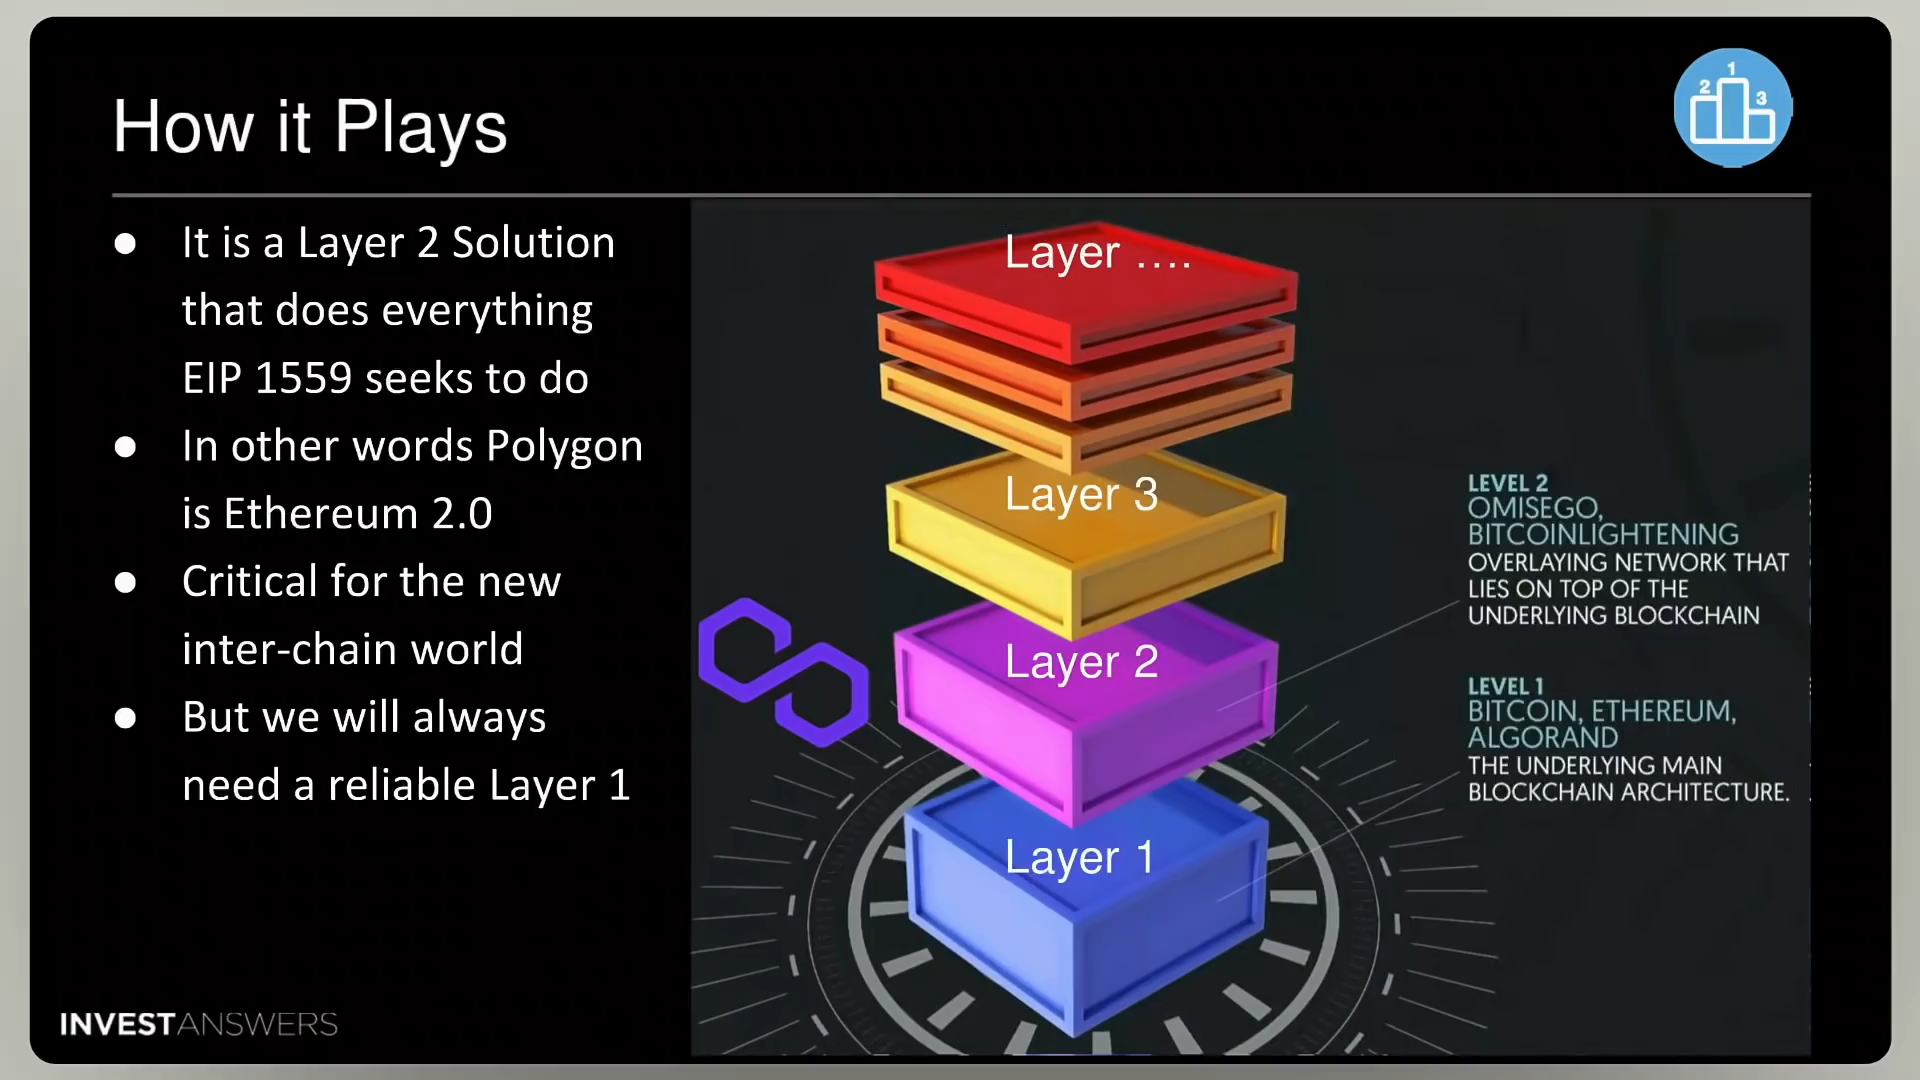 How it Plays
2 1 3
● It is a Layer 2 Solution
that does everything
EIP 1559 seeks to do
● In other words Polygon
is Ethereum 2.0
● Critical for the new
inter-chain world
● But we will always
need a reliable Layer 1
Layer ....
Layer 3
Layer 2
Layer 1
LEVEL 2
OMISEGO,
BITCOINLIGHTENING
OVERLAYING NETWORK THAT
LIES ON TOP OF THE
UNDERLYING BLOCKCHAIN
LEVEL 1
BITCOIN, ETHEREUM,
ALGORAND
THE UNDERLYING MAIN
BLOCKCHAIN ARCHITECTURE.
INVESTANSWERS